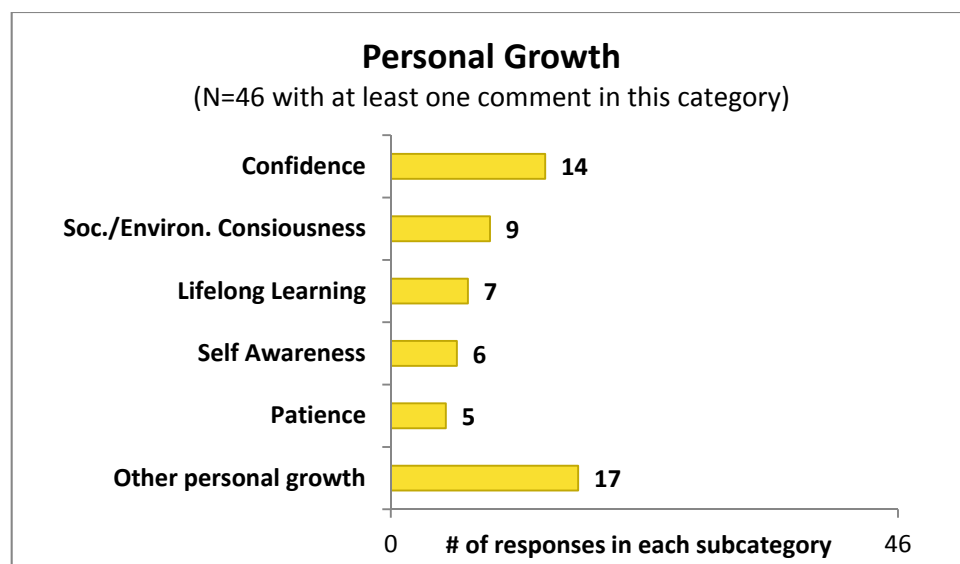 Personal Growth
(N=46 with at least one comment in this category)
Confidence 14
Soc./Environ. Consiousness 9
Lifelong Learning 7
Self Awareness 6
Patience 5
Other personal growth 17
0 # of responses in each subcategory 46